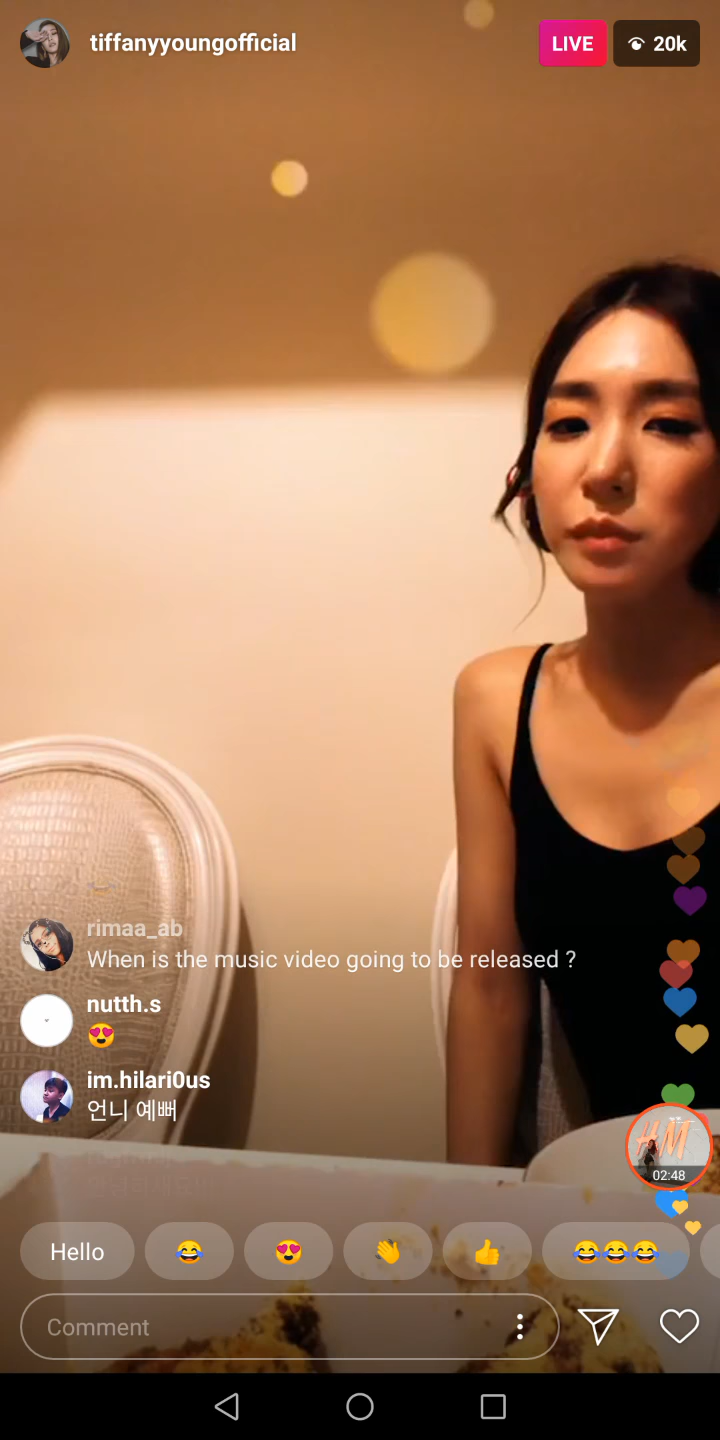 tiffanyyoungofficial
LIVE
20k
rimaa_ab
When is the music video going to be released ?
nutth.s
😍
im.hilari0us
언니 예뻐
HM
02:48
Hello
😂
😍
👋
👍
😂😂😂
Comment